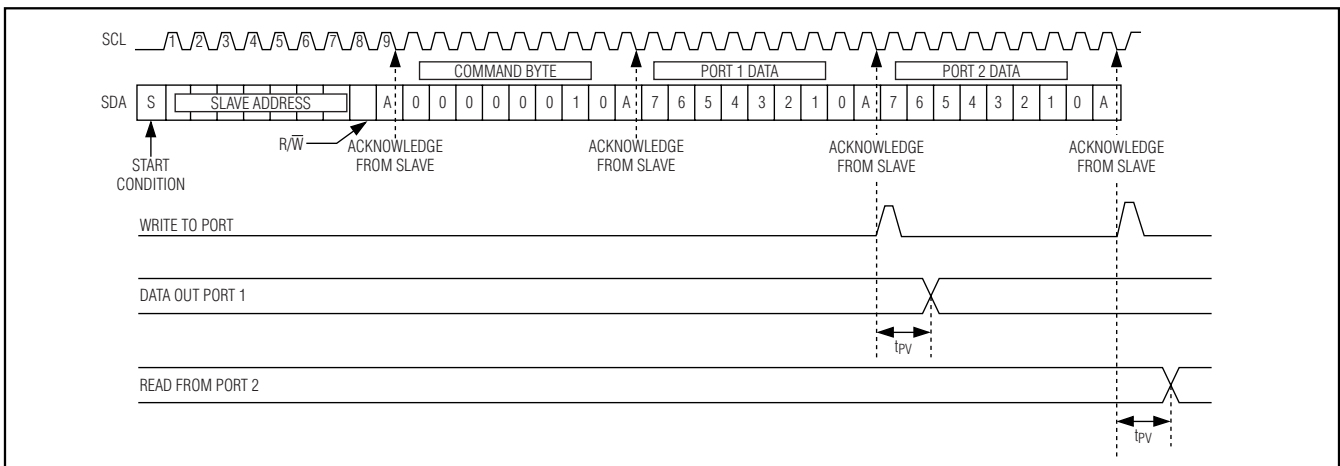 SCL 1 2 3 4 5 6 7 8 9
COMMAND BYTE PORT 1 DATA PORT 2 DATA
SDA S SLAVE ADDRESS A 0 0 0 0 0 0 1 0 A 7 6 5 4 3 2 1 0 A 7 6 5 4 3 2 1 0 A
R/W̅ ACKNOWLEDGE ACKNOWLEDGE ACKNOWLEDGE ACKNOWLEDGE
START FROM SLAVE FROM SLAVE FROM SLAVE FROM SLAVE
CONDITION
WRITE TO PORT
DATA OUT PORT 1
tPV
READ FROM PORT 2
tPV